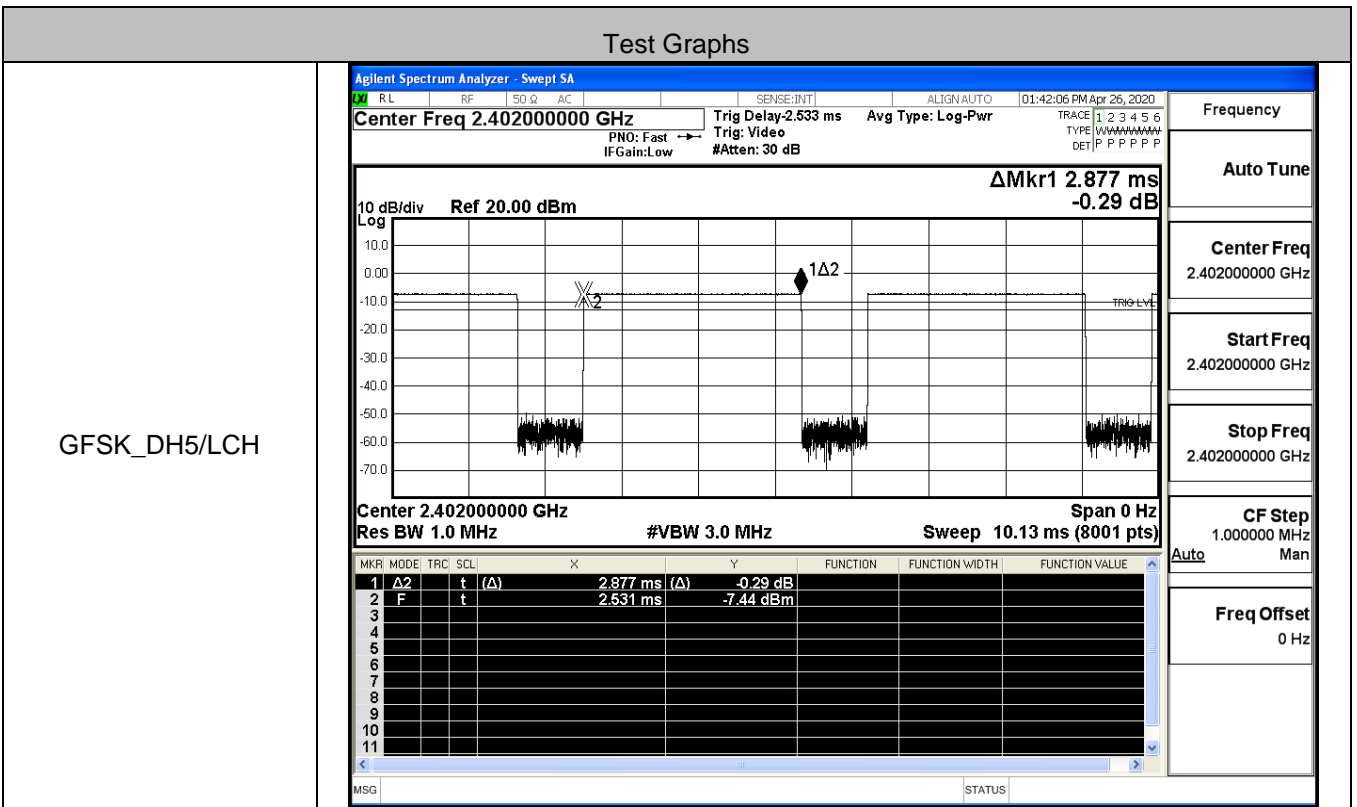 Test Graphs
GFSK_DH5/LCH
Agilent Spectrum Analyzer - Swept SA
LXI RL RF 50 Ω AC SENSE:INT ALIGN AUTO 01:42:06 PM Apr 26, 2020
Center Freq 2.402000000 GHz Trig Delay-2.533 ms Avg Type: Log-Pwr TRACE 1 2 3 4 5 6
PNO: Fast Trig: Video TYPE WWWWWW
IFGain:Low #Atten: 30 dB DET P P P P P P
ΔMkr1 2.877 ms
10 dB/div Ref 20.00 dBm -0.29 dB
Log
10.0
0.00
-10.0
-20.0
-30.0
-40.0
-50.0
-60.0
-70.0
1Δ2
2
TRIG LVL
Center 2.402000000 GHz Span 0 Hz
Res BW 1.0 MHz #VBW 3.0 MHz Sweep 10.13 ms (8001 pts)
MKR MODE TRC SCL X Y FUNCTION FUNCTION WIDTH FUNCTION VALUE
1 Δ2 t (Δ) 2.877 ms (Δ) -0.29 dB
2 F t 2.531 ms -7.44 dBm
3
4
5
6
7
8
9
10
11
MSG STATUS
Frequency
Auto Tune
Center Freq
2.402000000 GHz
Start Freq
2.402000000 GHz
Stop Freq
2.402000000 GHz
CF Step
1.000000 MHz
Auto Man
Freq Offset
0 Hz